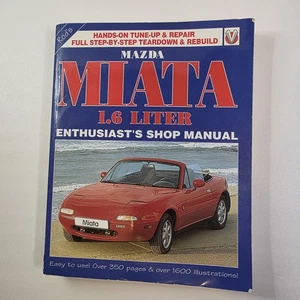 Rod's
HANDS-ON TUNE-UP & REPAIR
FULL STEP-BY-STEP TEARDOWN & REBUILD
V
MAZDA
MIATA
1.6 LITER
ENTHUSIAST'S SHOP MANUAL
Miata
Easy to use! Over 350 pages & over 1600 illustrations!